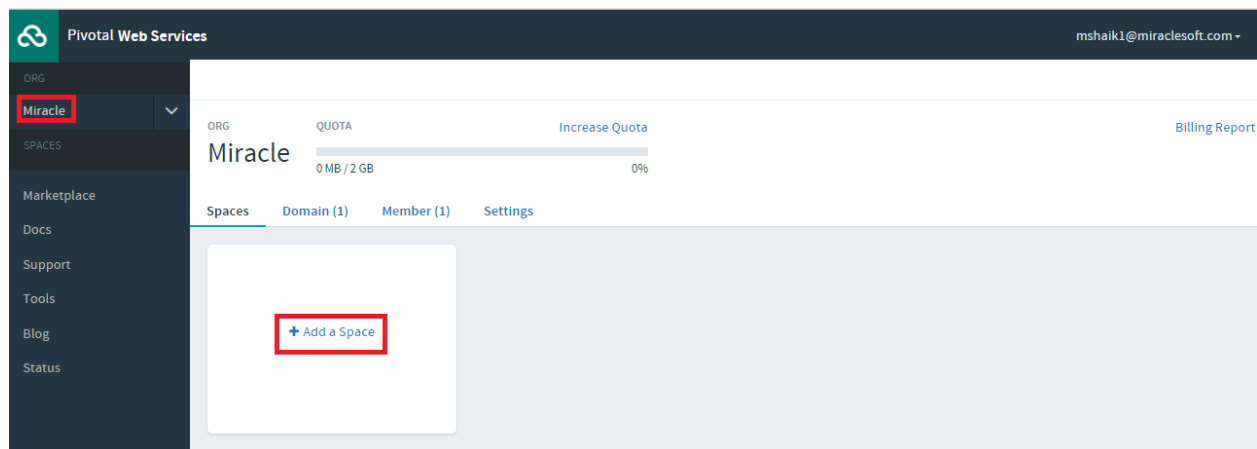 Pivotal Web Services
mshaik1@miraclesoft.com
ORG
Miracle
SPACES
Marketplace
Docs
Support
Tools
Blog
Status
ORG QUOTA Increase Quota Billing Report
Miracle
0 MB / 2 GB 0%
Spaces Domain (1) Member (1) Settings
+ Add a Space